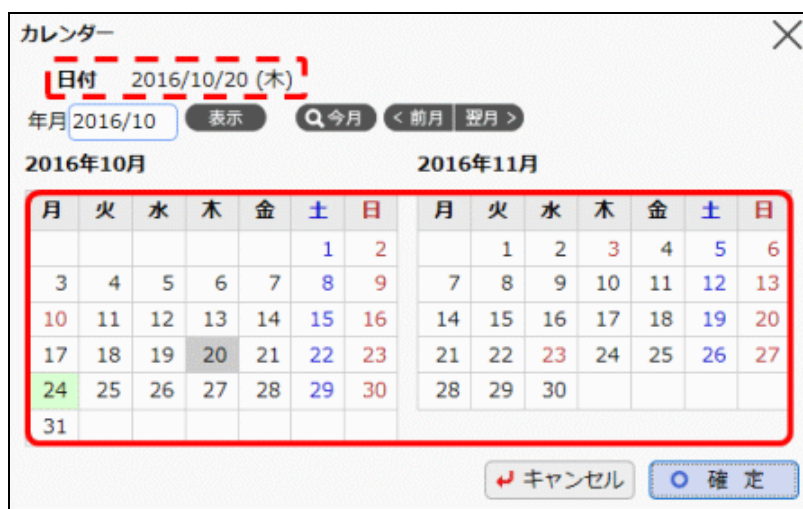 カレンダー
日付 2016/10/20 (木)
年月 2016/10 表示 今月 < 前月 翌月 >
2016年10月 2016年11月
月 火 水 木 金 土 日 月 火 水 木 金 土 日
1 2 1 2 3 4 5 6
3 4 5 6 7 8 9 7 8 9 10 11 12 13
10 11 12 13 14 15 16 14 15 16 17 18 19 20
17 18 19 20 21 22 23 21 22 23 24 25 26 27
24 25 26 27 28 29 30 28 29 30
31
キャンセル 確 定